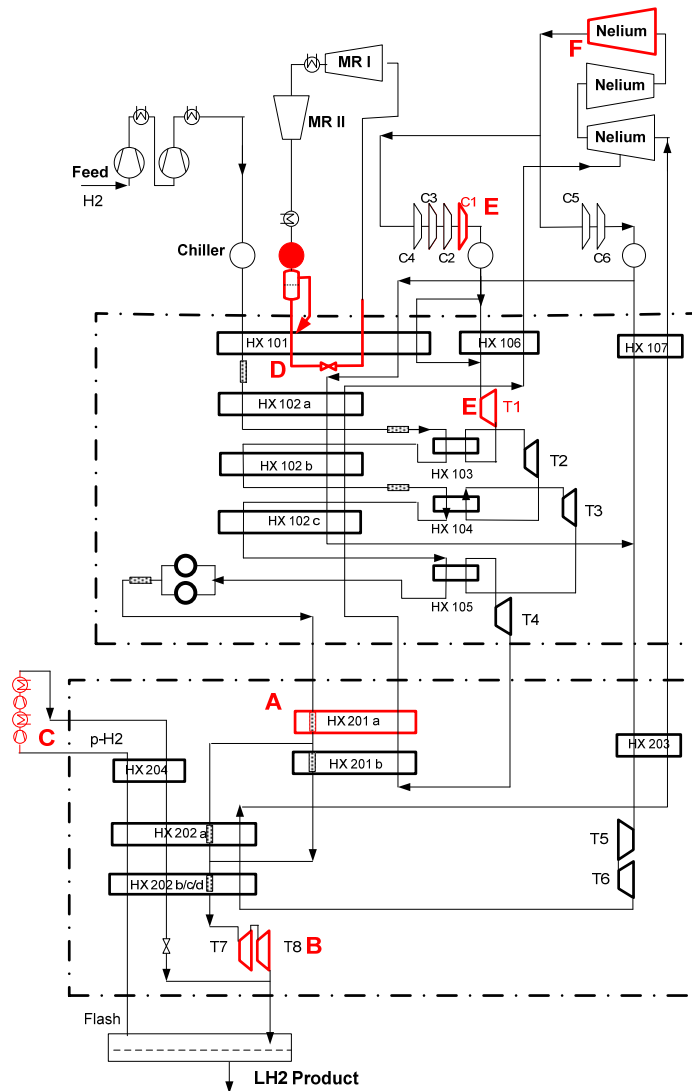 F
Nelium
MR I
Nelium
MR II
Nelium
Feed
H2
C3
C1
E
C5
C4
C2
C6
Chiller
HX 101
HX 106
HX 107
D
HX 102 a
E
T1
HX 102 b
HX 103
T2
HX 102 c
HX 104
T3
HX 105
T4
A
HX 201 a
C
p-H2
HX 201 b
HX 203
HX 204
HX 202 a
T5
HX 202 b/c/d
T6
T7
T8
B
Flash
LH2 Product